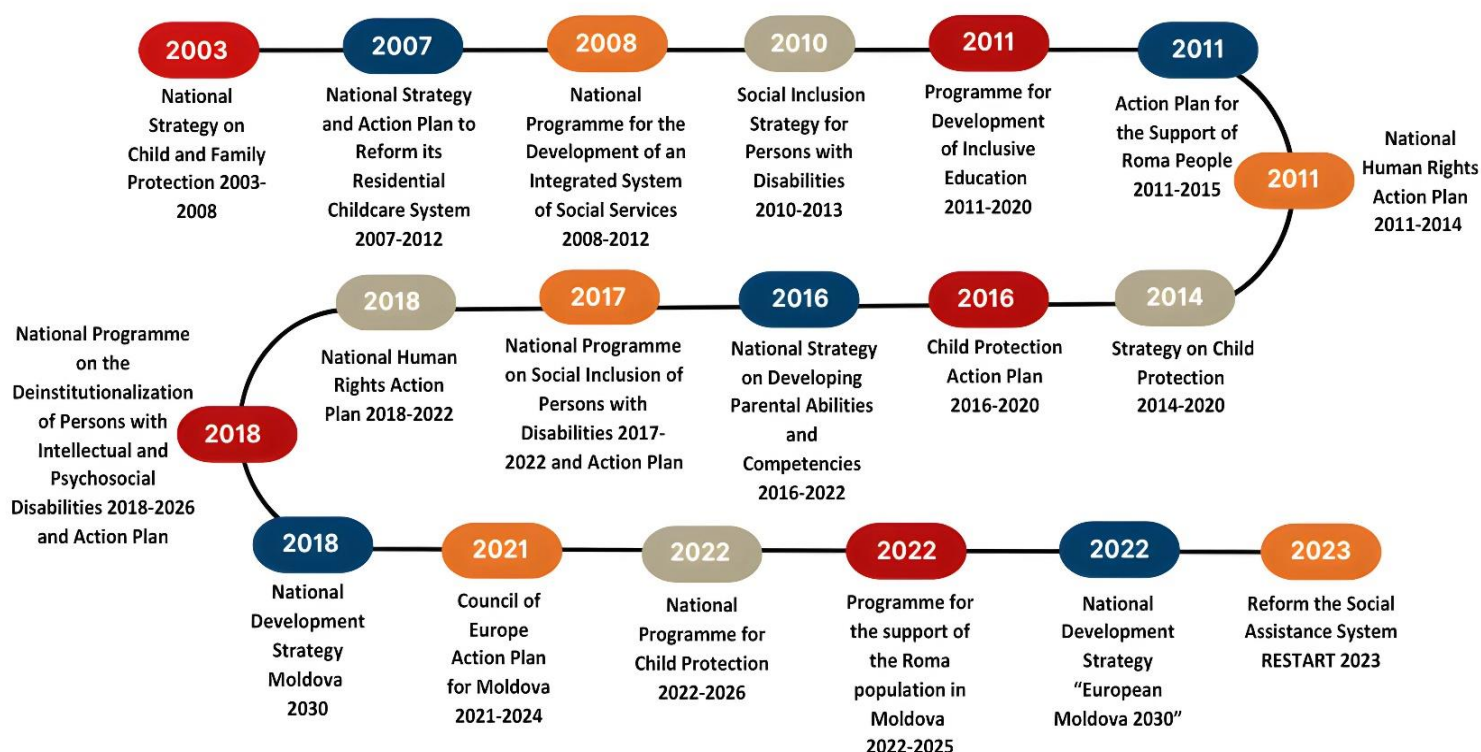 2003
National
Strategy on
Child and Family
Protection 2003-
2008
2007
National Strategy
and Action Plan to
Reform its
Residential
Childcare System
2007-2012
2008
National
Programme for the
Development of an
Integrated System
of Social Services
2008-2012
2010
Social Inclusion
Strategy for
Persons with
Disabilities
2010-2013
2011
Programme for
Development
of Inclusive
Education
2011-2020
2011
Action Plan for
the Support of
Roma People
2011-2015
2011
National
Human Rights
Action Plan
2011-2014
2014
Strategy on Child
Protection
2014-2020
2016
Child Protection
Action Plan
2016-2020
2016
National Strategy
on Developing
Parental Abilities
and
Competencies
2016-2022
2017
National Programme
on Social Inclusion of
Persons with
Disabilities 2017-
2022 and Action Plan
2018
National Human
Rights Action
Plan 2018-2022
2018
National Programme
on the
Deinstitutionalization
of Persons with
Intellectual and
Psychosocial
Disabilities 2018-2026
and Action Plan
2018
National
Development
Strategy
Moldova
2030
2021
Council of
Europe
Action Plan
for Moldova
2021-2024
2022
National
Programme for
Child Protection
2022-2026
2022
Programme for
the support of
the Roma
population in
Moldova
2022-2025
2022
National
Development
Strategy
“European
Moldova 2030”
2023
Reform the Social
Assistance System
RESTART 2023